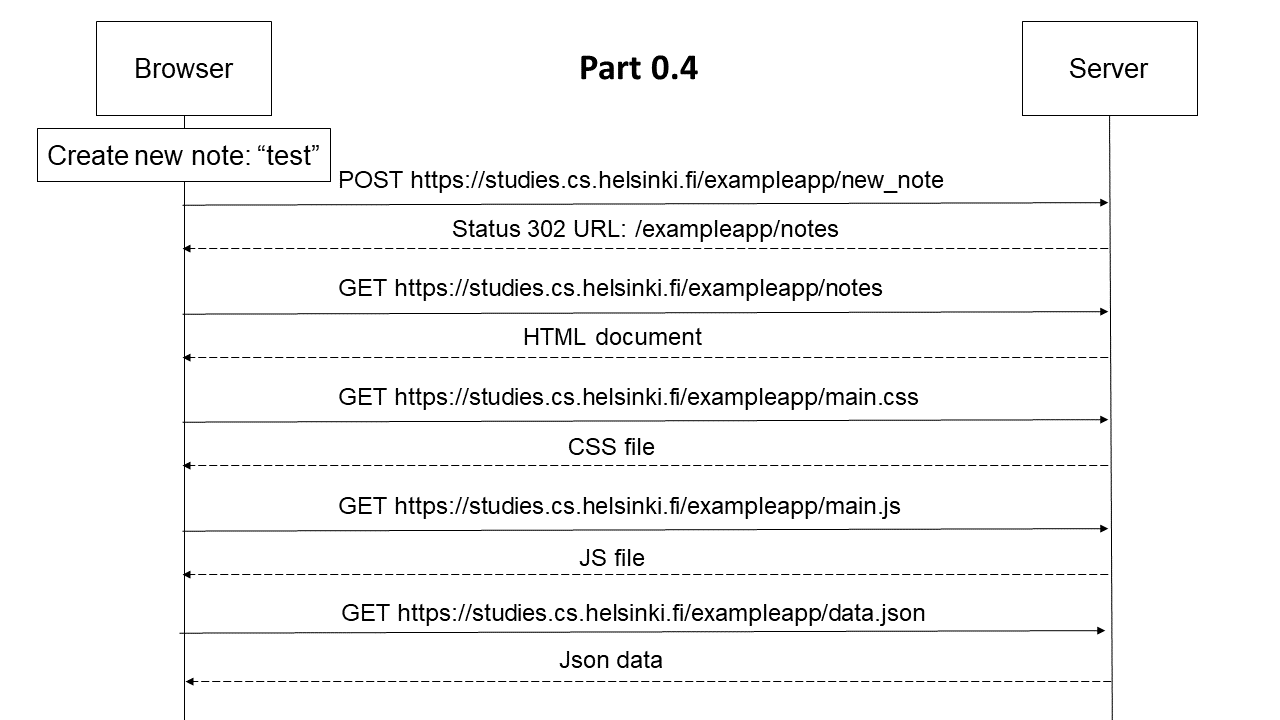 Browser
Part 0.4
Server
Create new note: “test”
POST https://studies.cs.helsinki.fi/exampleapp/new_note
Status 302 URL: /exampleapp/notes
GET https://studies.cs.helsinki.fi/exampleapp/notes
HTML document
GET https://studies.cs.helsinki.fi/exampleapp/main.css
CSS file
GET https://studies.cs.helsinki.fi/exampleapp/main.js
JS file
GET https://studies.cs.helsinki.fi/exampleapp/data.json
Json data